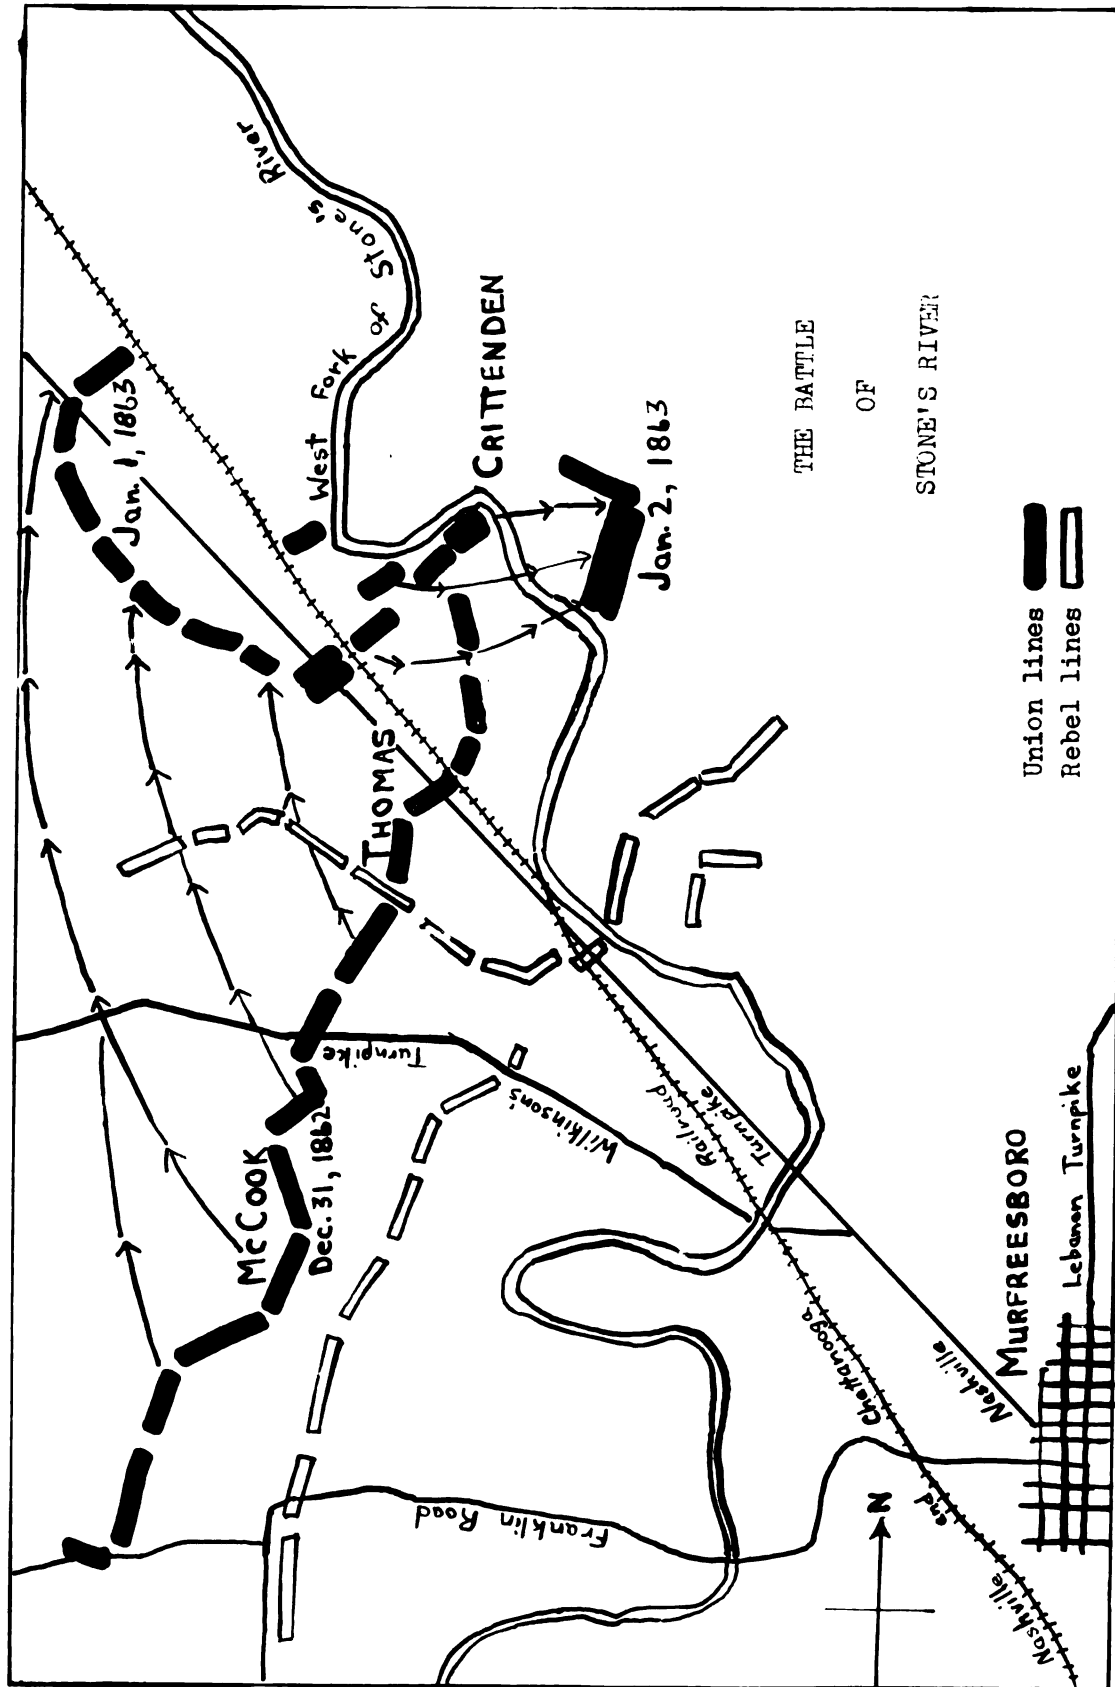 THE BATTLE
OF
STONE'S RIVER
Union lines
Rebel lines
West Fork of Stone's River
CRITTENDEN
Jan. 2, 1863
Jan. 1, 1863
THOMAS
McCOOK
Dec. 31, 1862
Wilkinson's Turnpike
Franklin Road
Nashville and Chattanooga Railroad
Nashville Turnpike
MURFREESBORO
Lebanon Turnpike
N